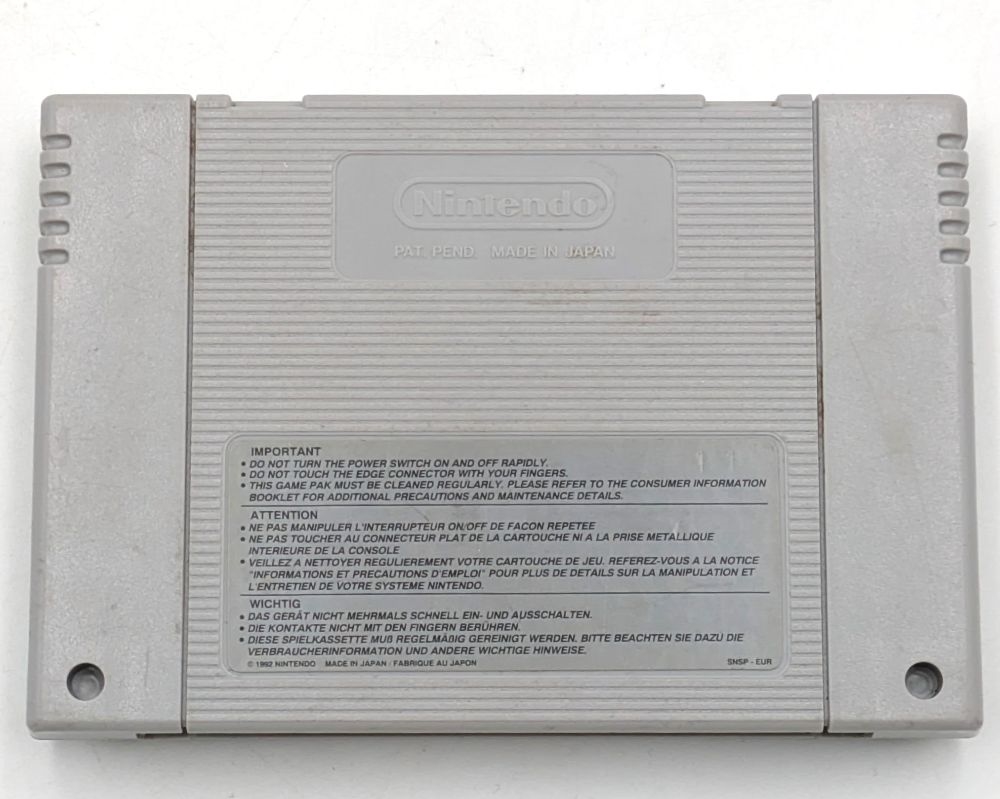 Nintendo
PAT. PEND. MADE IN JAPAN
11
IMPORTANT
• DO NOT TURN THE POWER SWITCH ON AND OFF RAPIDLY.
• DO NOT TOUCH THE EDGE CONNECTOR WITH YOUR FINGERS.
• THIS GAME PAK MUST BE CLEANED REGULARLY. PLEASE REFER TO THE CONSUMER INFORMATION
BOOKLET FOR ADDITIONAL PRECAUTIONS AND MAINTENANCE DETAILS.
ATTENTION
• NE PAS MANIPULER L'INTERRUPTEUR ON/OFF DE FACON REPETEE
• NE PAS TOUCHER AU CONNECTEUR PLAT DE LA CARTOUCHE NI A LA PRISE METALLIQUE
INTERIEURE DE LA CONSOLE
• VEILLEZ A NETTOYER REGULIEREMENT VOTRE CARTOUCHE DE JEU. REFEREZ-VOUS A LA NOTICE
"INFORMATIONS ET PRECAUTIONS D'EMPLOI" POUR PLUS DE DETAILS SUR LA MANIPULATION ET
L'ENTRETIEN DE VOTRE SYSTEME NINTENDO.
WICHTIG
• DAS GERÄT NICHT MEHRMALS SCHNELL EIN- UND AUSSCHALTEN.
• DIE KONTAKTE NICHT MIT DEN FINGERN BERÜHREN.
• DIESE SPIELKASSETTE MUß REGELMÄßIG GEREINIGT WERDEN. BITTE BEACHTEN SIE DAZU DIE
VERBRAUCHERINFORMATION UND ANDERE WICHTIGE HINWEISE.
© 1992 NINTENDO MADE IN JAPAN / FABRIQUE AU JAPON SNSP - EUR